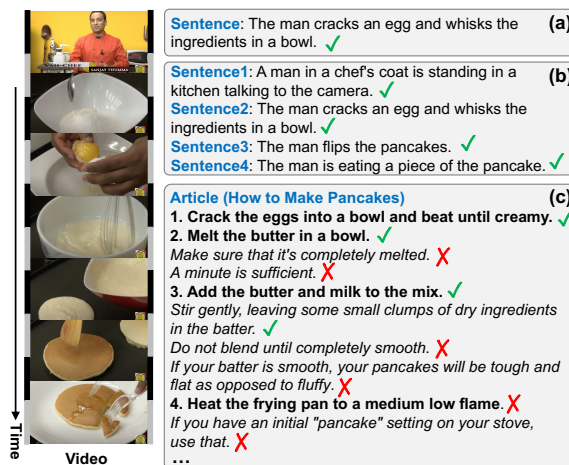 Sentence: The man cracks an egg and whisks the
ingredients in a bowl. ✓
(a)
Sentence1: A man in a chef's coat is standing in a
kitchen talking to the camera. ✓
(b)
Sentence2: The man cracks an egg and whisks the
ingredients in a bowl. ✓
Sentence3: The man flips the pancakes. ✓
Sentence4: The man is eating a piece of the pancake. ✓
Article (How to Make Pancakes)
(c)
1. Crack the eggs into a bowl and beat until creamy. ✓
2. Melt the butter in a bowl. ✓
Make sure that it's completely melted. ✗
A minute is sufficient. ✗
3. Add the butter and milk to the mix. ✓
Stir gently, leaving some small clumps of dry ingredients
in the batter. ✓
Do not blend until completely smooth. ✗
If your batter is smooth, your pancakes will be tough and
flat as opposed to fluffy. ✗
4. Heat the frying pan to a medium low flame. ✗
If you have an initial "pancake" setting on your stove,
use that. ✗
...
SANJAY THUMMA
Time
Video